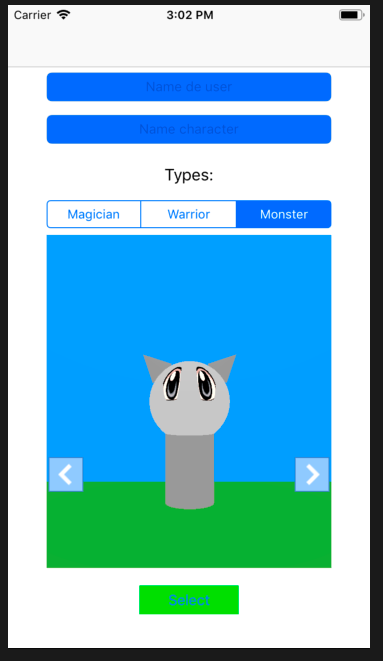 Carrier 3:02 PM
Name de user
Name character
Types:
Magician Warrior Monster
Select